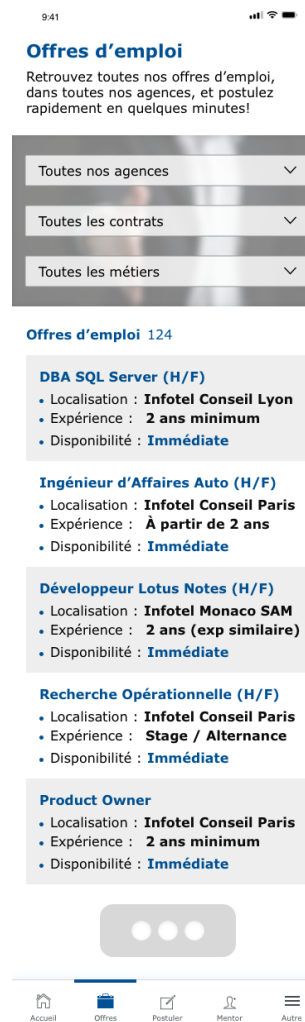 9:41
Offres d’emploi
Retrouvez toutes nos offres d’emploi,
dans toutes nos agences, et postulez
rapidement en quelques minutes!
Toutes nos agences
Toutes les contrats
Toutes les métiers
Offres d’emploi 124
DBA SQL Server (H/F)
• Localisation : Infotel Conseil Lyon
• Expérience : 2 ans minimum
• Disponibilité : Immédiate
Ingénieur d’Affaires Auto (H/F)
• Localisation : Infotel Conseil Paris
• Expérience : À partir de 2 ans
• Disponibilité : Immédiate
Développeur Lotus Notes (H/F)
• Localisation : Infotel Monaco SAM
• Expérience : 2 ans (exp similaire)
• Disponibilité : Immédiate
Recherche Opérationnelle (H/F)
• Localisation : Infotel Conseil Paris
• Expérience : Stage / Alternance
• Disponibilité : Immédiate
Product Owner
• Localisation : Infotel Conseil Paris
• Expérience : 2 ans minimum
• Disponibilité : Immédiate
Accueil Offres Postuler Mentor Autre